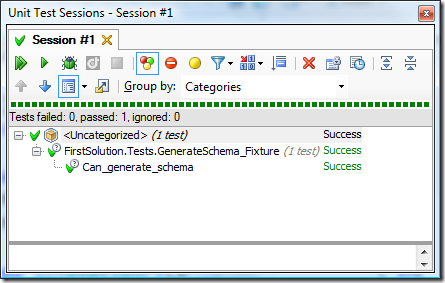 Unit Test Sessions - Session #1
Session #1
Group by: Categories
Tests failed: 0, passed: 1, ignored: 0
<Uncategorized> (1 test) Success
FirstSolution.Tests.GenerateSchema_Fixture (1 test) Success
Can_generate_schema Success